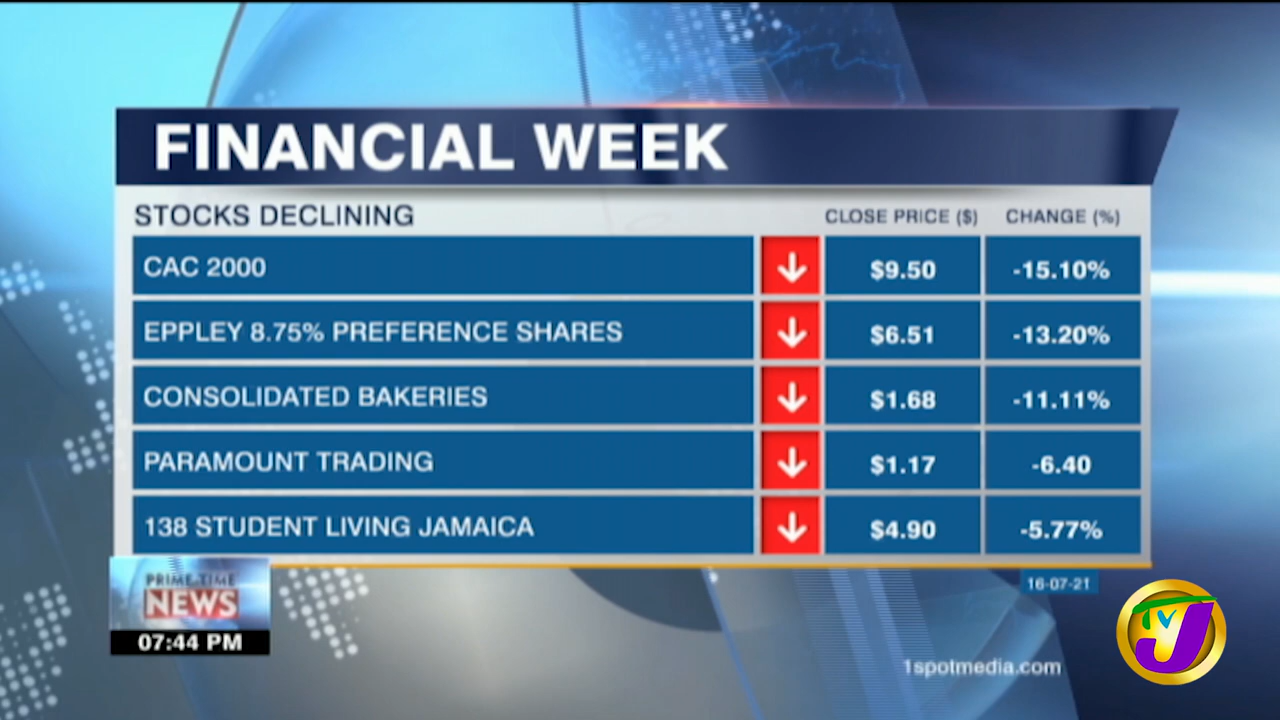 FINANCIAL WEEK
STOCKS DECLINING CLOSE PRICE ($) CHANGE (%)
CAC 2000 $9.50 -15.10%
EPPLEY 8.75% PREFERENCE SHARES $6.51 -13.20%
CONSOLIDATED BAKERIES $1.68 -11.11%
PARAMOUNT TRADING $1.17 -6.40
138 STUDENT LIVING JAMAICA $4.90 -5.77%
PRIME TIME
NEWS
07:44 PM
16-07-21
TVJ
1spotmedia.com